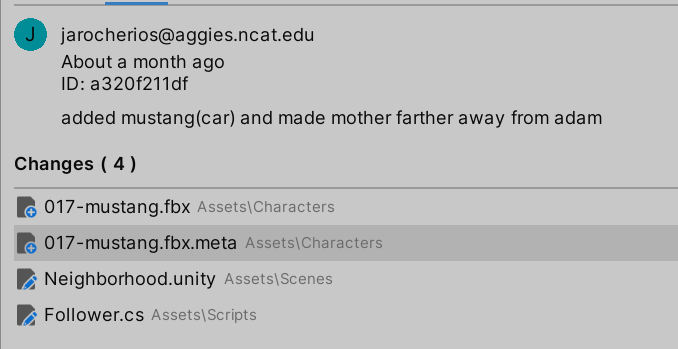 J
jarocherios@aggies.ncat.edu
About a month ago
ID: a320f211df
added mustang(car) and made mother farther away from adam
Changes ( 4 )
017-mustang.fbx Assets\Characters
017-mustang.fbx.meta Assets\Characters
Neighborhood.unity Assets\Scenes
Follower.cs Assets\Scripts